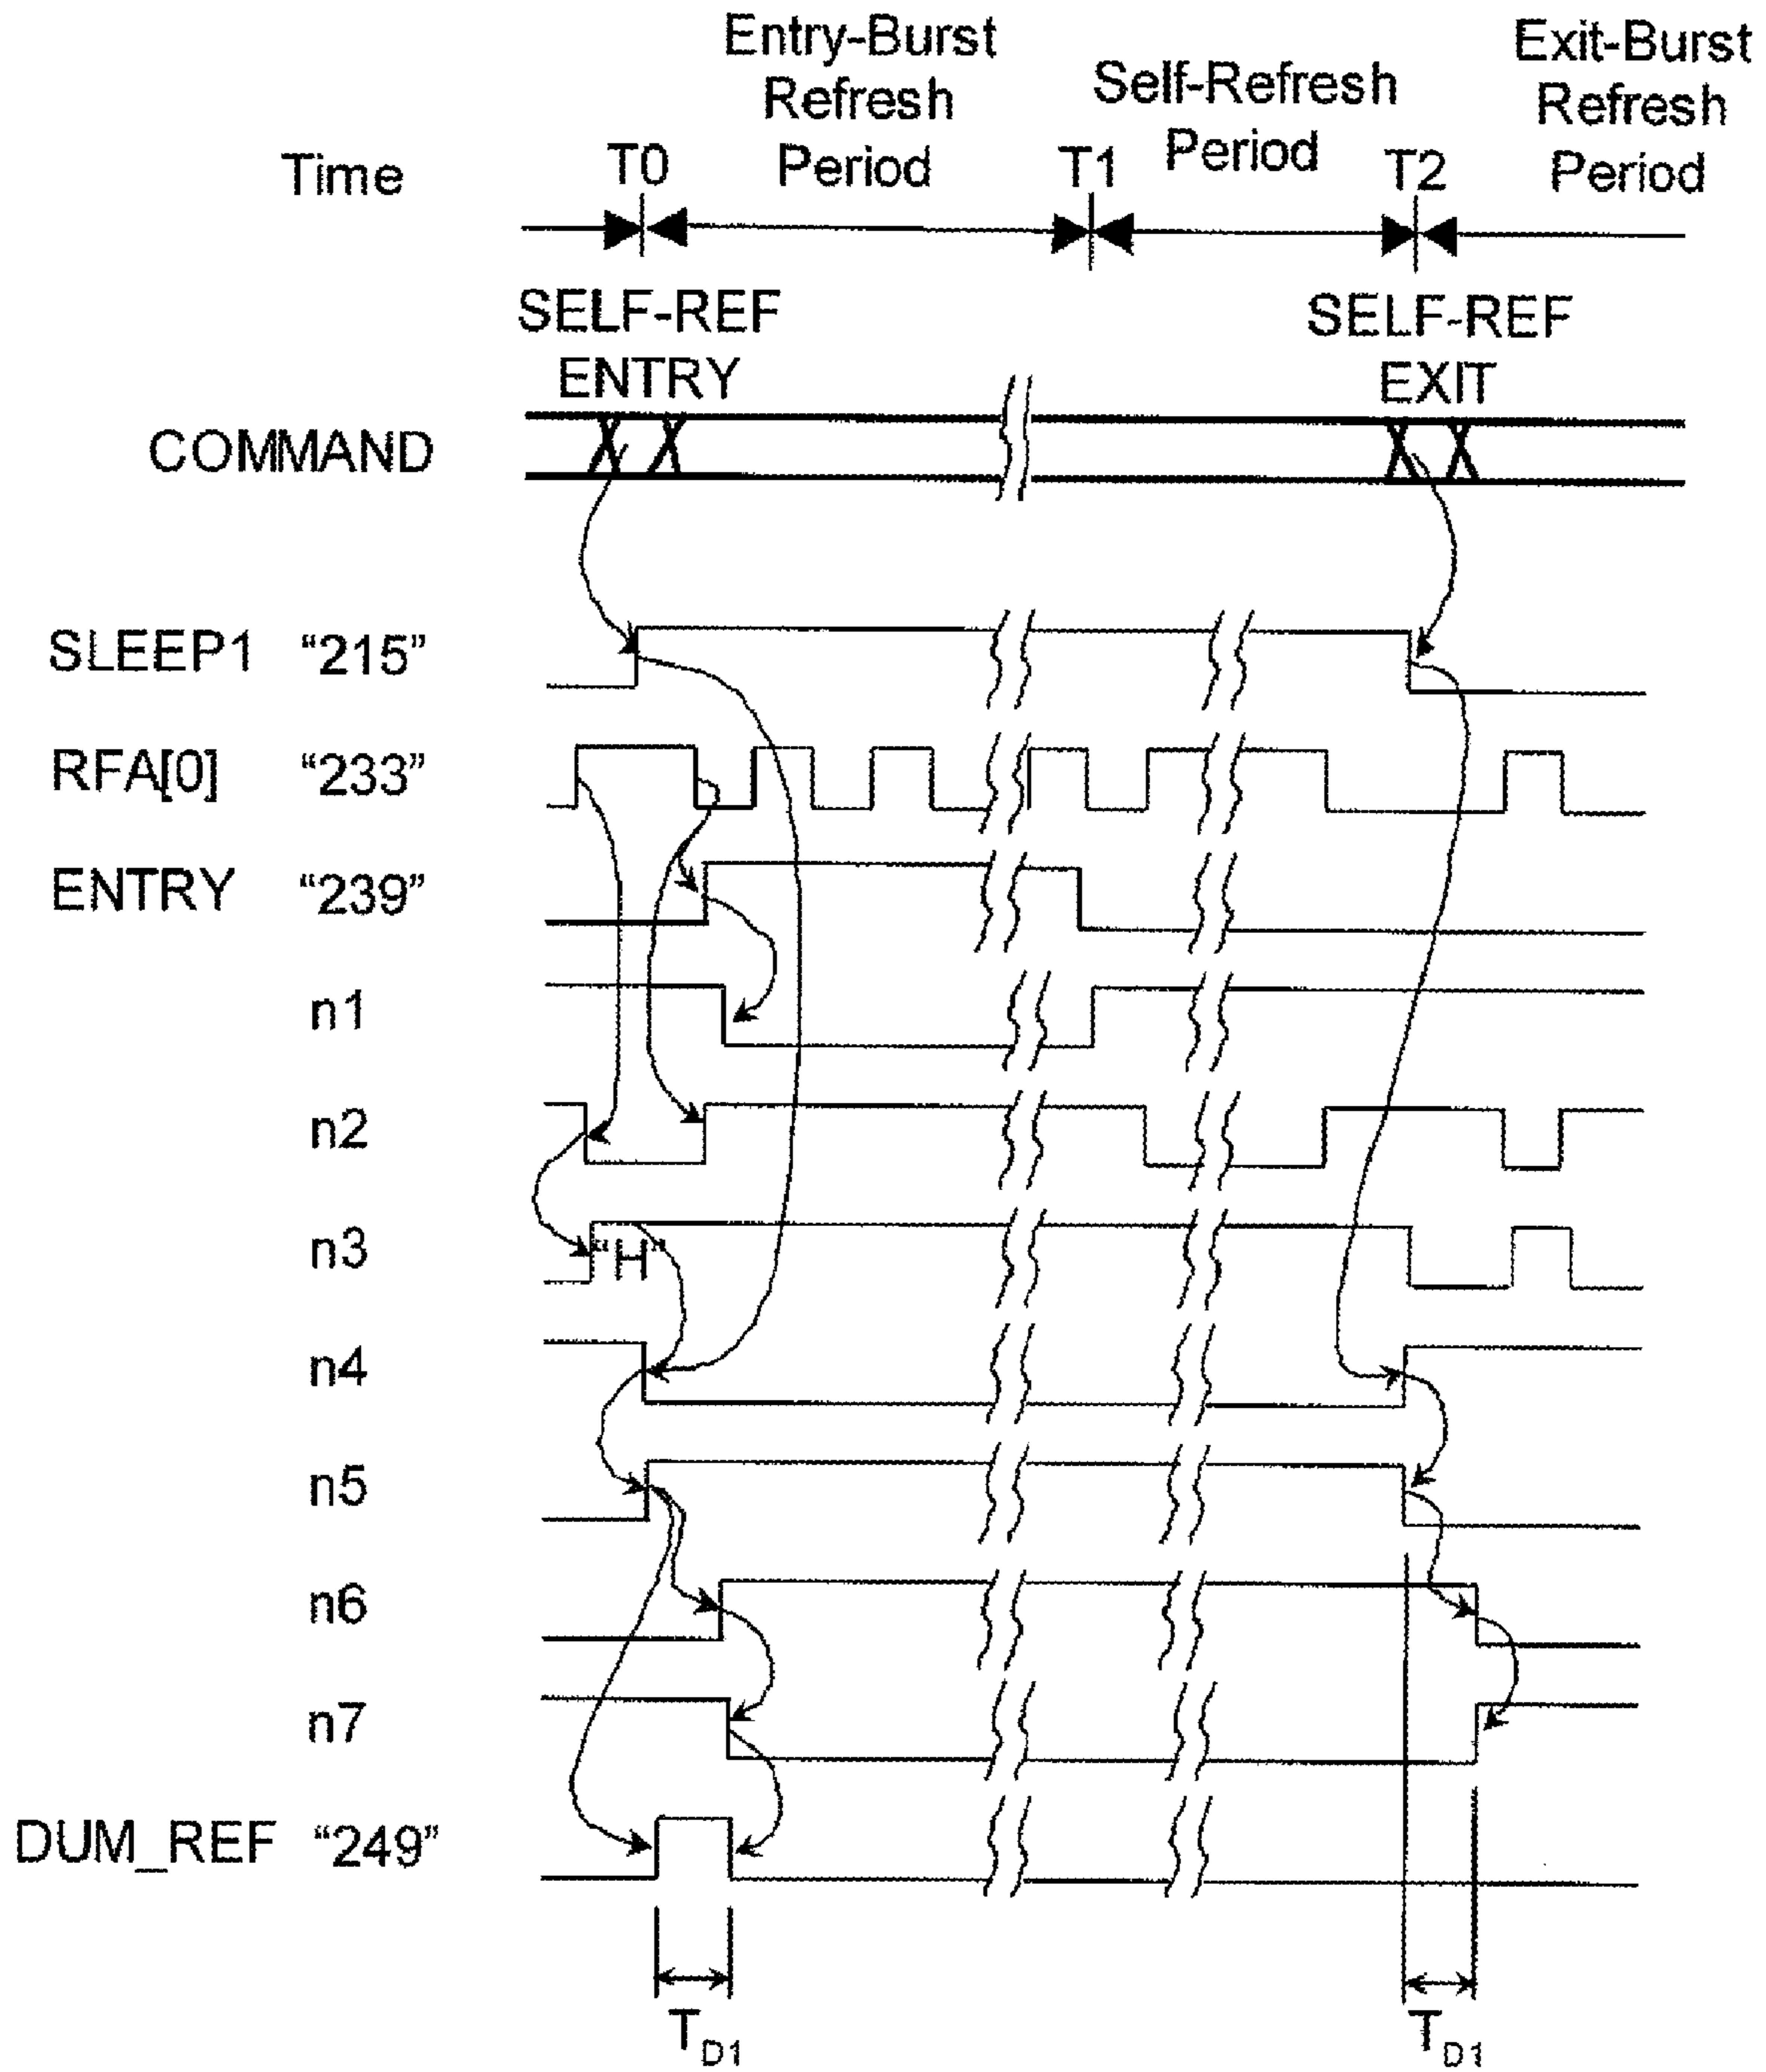 Entry-Burst
Refresh
Period
Self-Refresh
Period
Exit-Burst
Refresh
Period
Time
T0
T1
T2
SELF-REF
ENTRY
SELF-REF
EXIT
COMMAND
SLEEP1 “215”
RFA[0] “233”
ENTRY “239”
n1
n2
n3
“H”
n4
n5
n6
n7
DUM_REF “249”
TD1
TD1